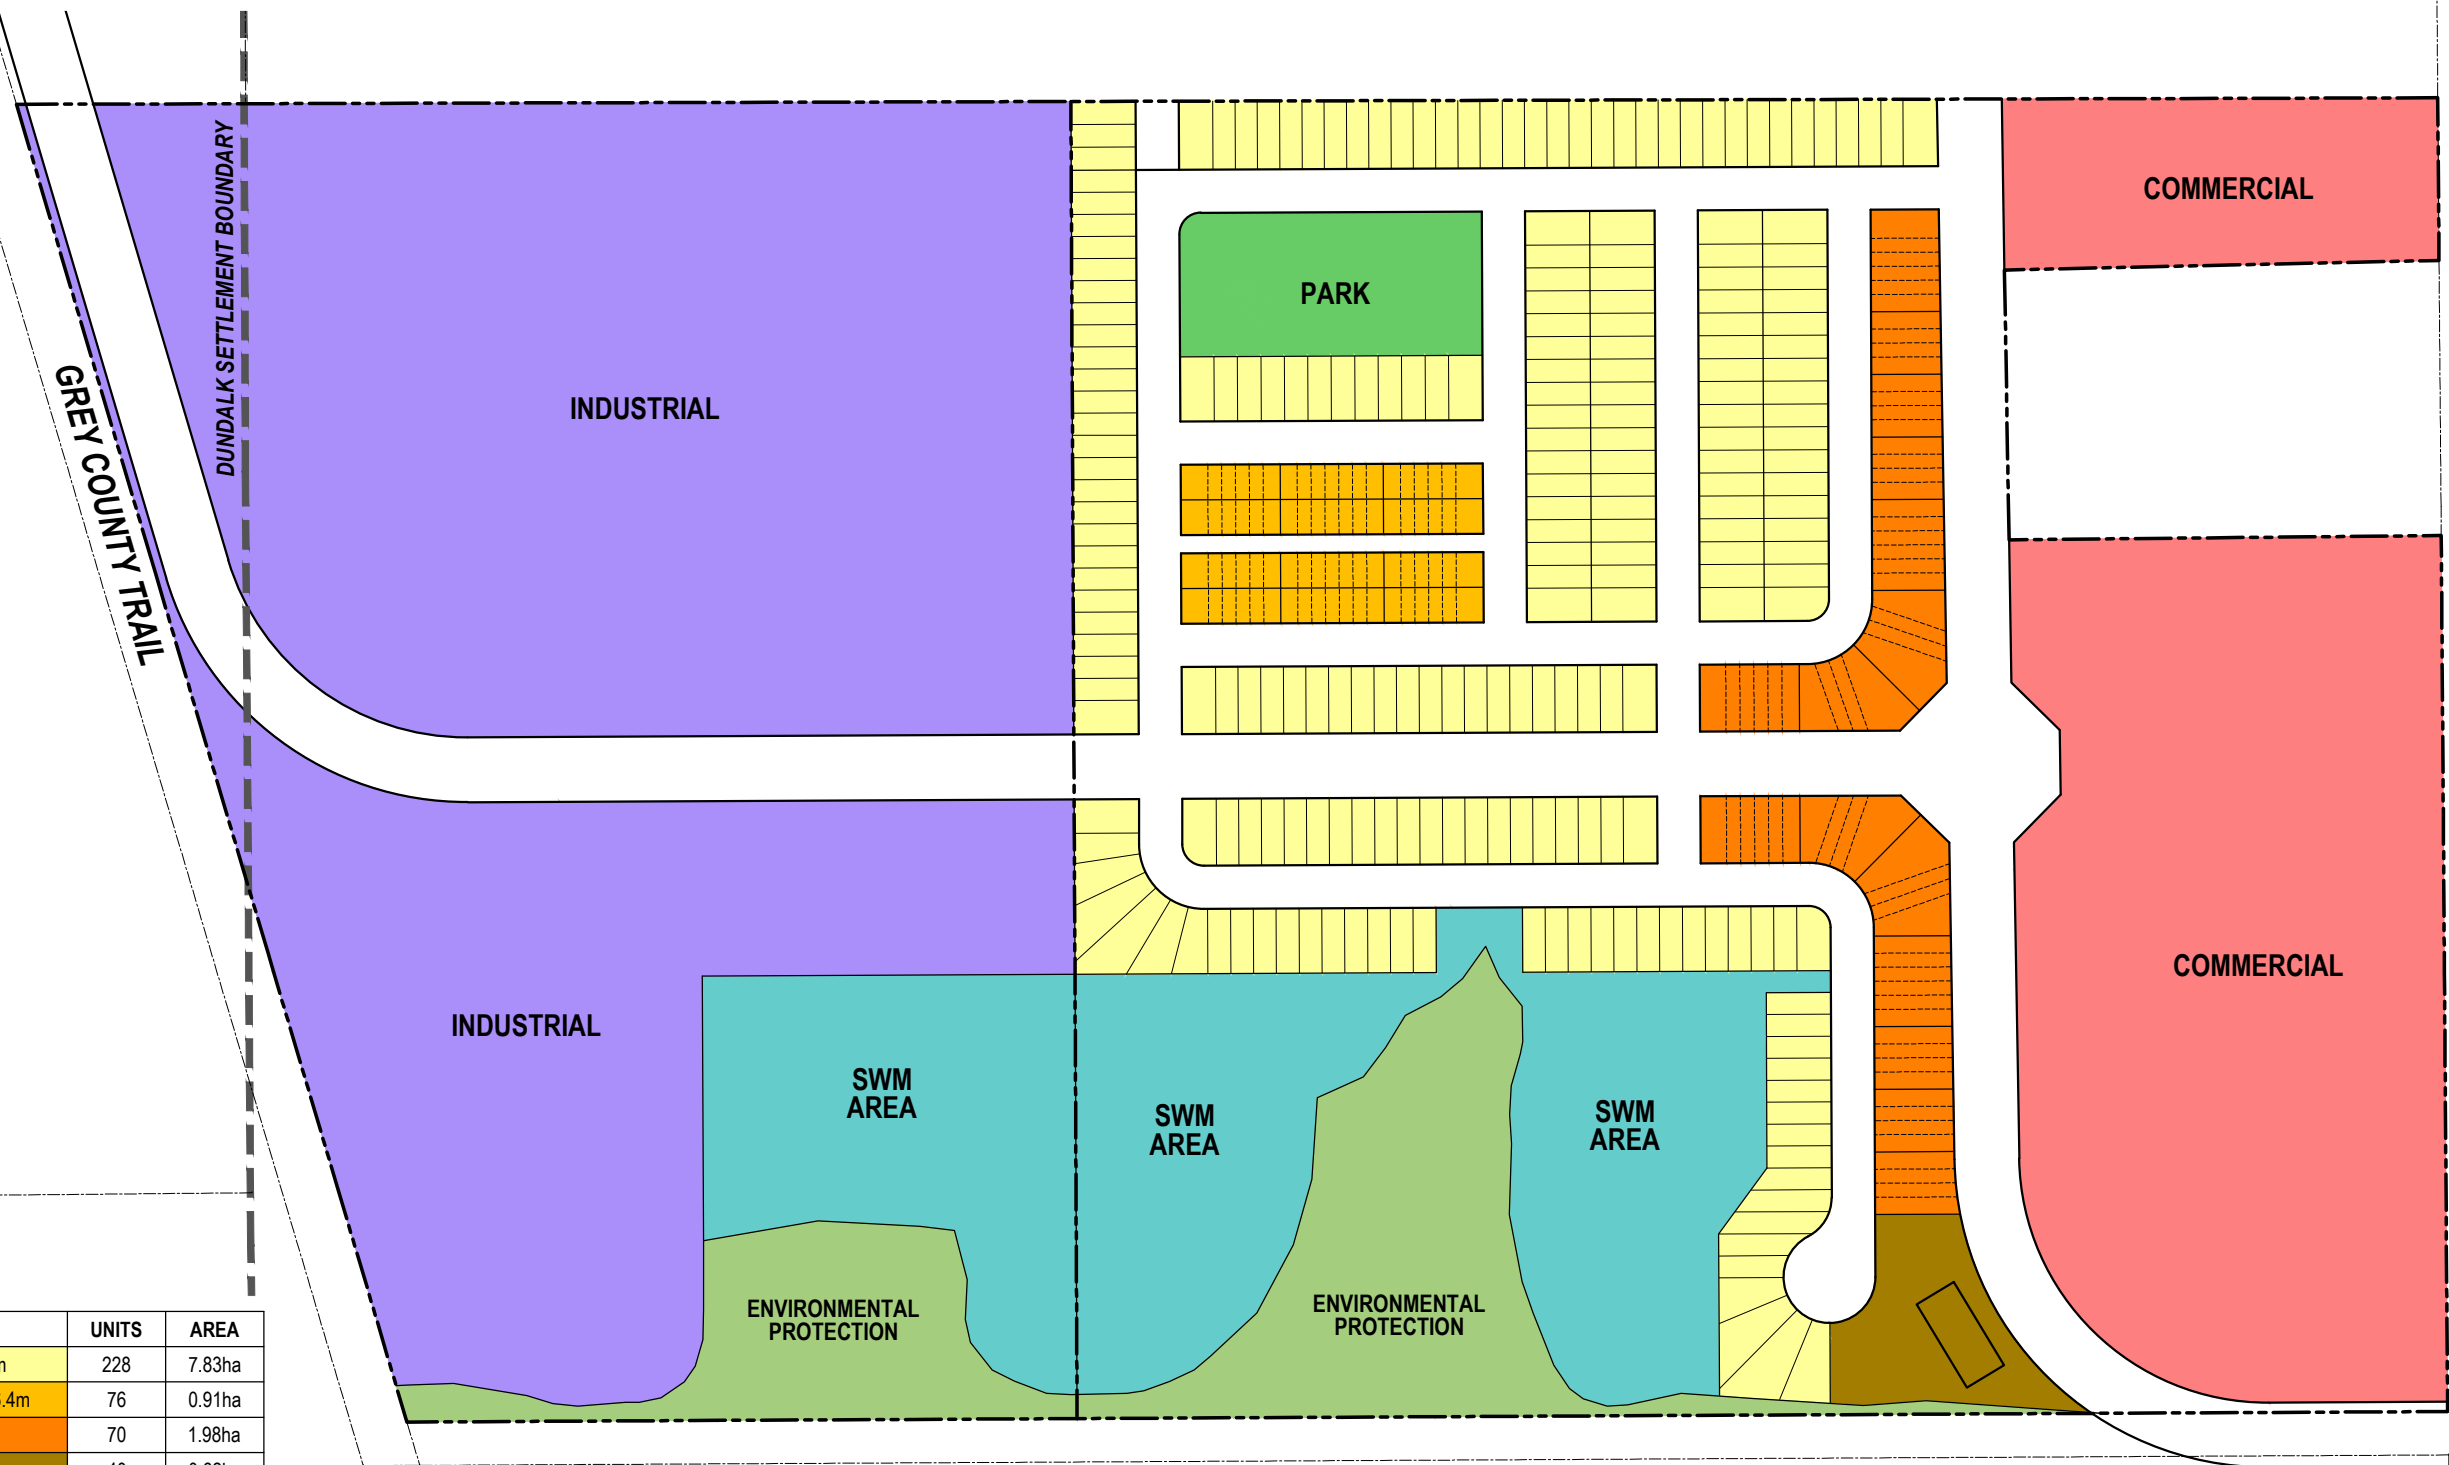 COMMERCIAL
DUNDALK SETTLEMENT BOUNDARY
PARK
INDUSTRIAL
GREY COUNTY TRAIL
COMMERCIAL
INDUSTRIAL
SWM
AREA
SWM
AREA
SWM
AREA
ENVIRONMENTAL
PROTECTION
ENVIRONMENTAL
PROTECTION
UNITS AREA
228 7.83ha
76 0.91ha
70 1.98ha